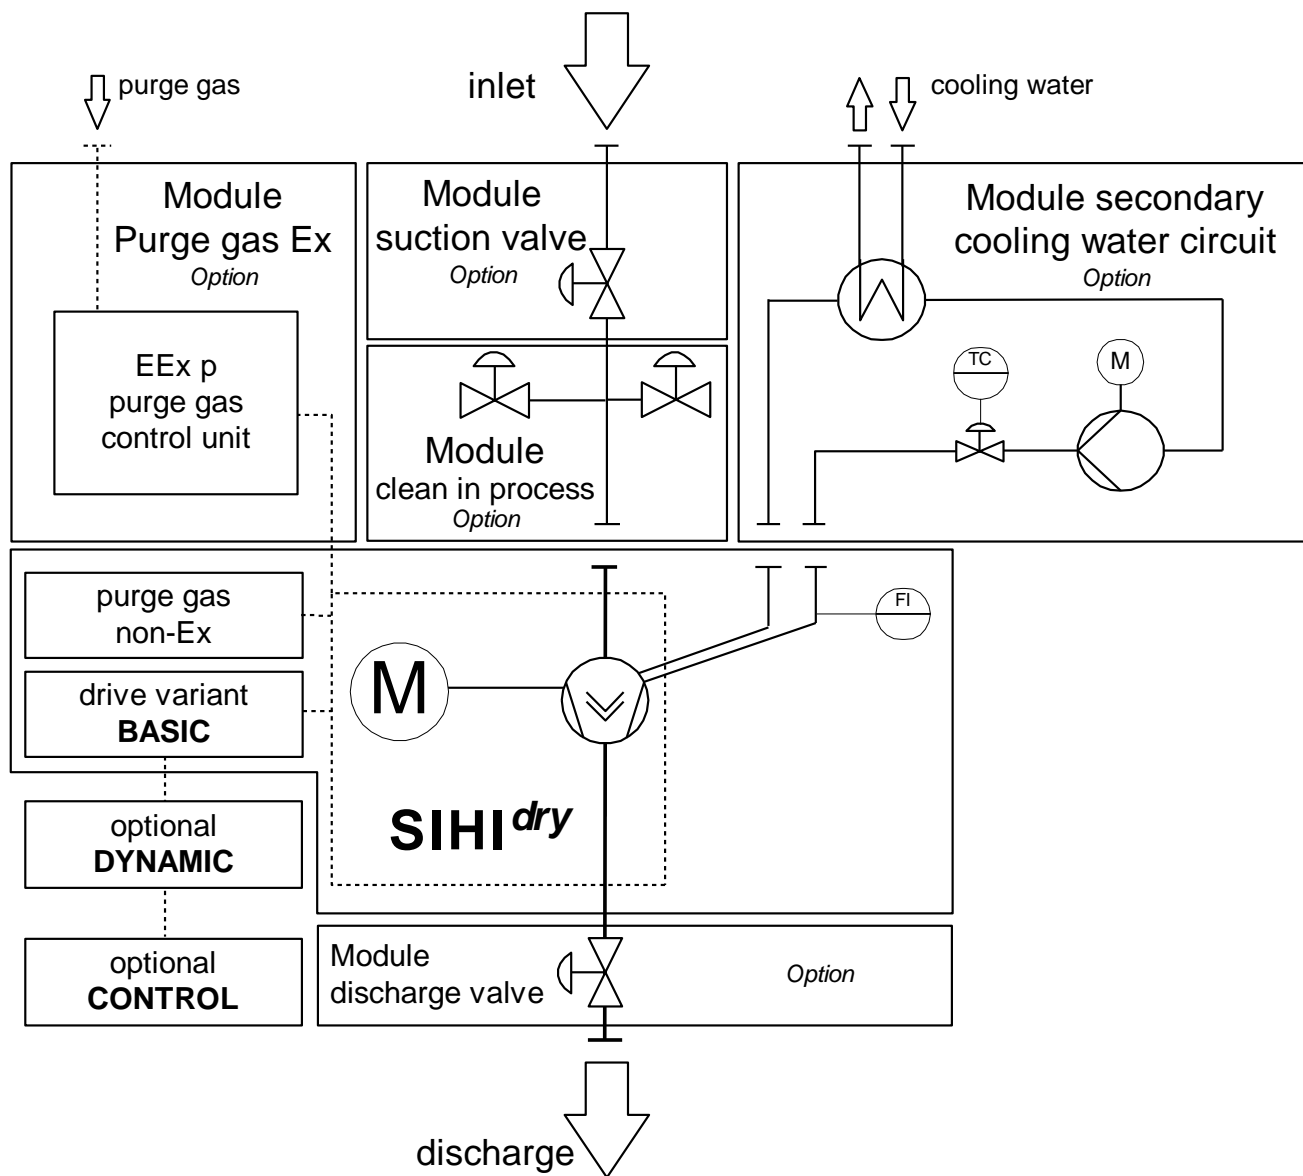 purge gas
inlet
cooling water
Module
Purge gas Ex
Option
EEx p
purge gas
control unit
Module
suction valve
Option
Module
clean in process
Option
Module secondary
cooling water circuit
Option
TC
M
purge gas
non-Ex
drive variant
BASIC
optional
DYNAMIC
optional
CONTROL
M
FI
SIHI dry
Module
discharge valve
Option
discharge